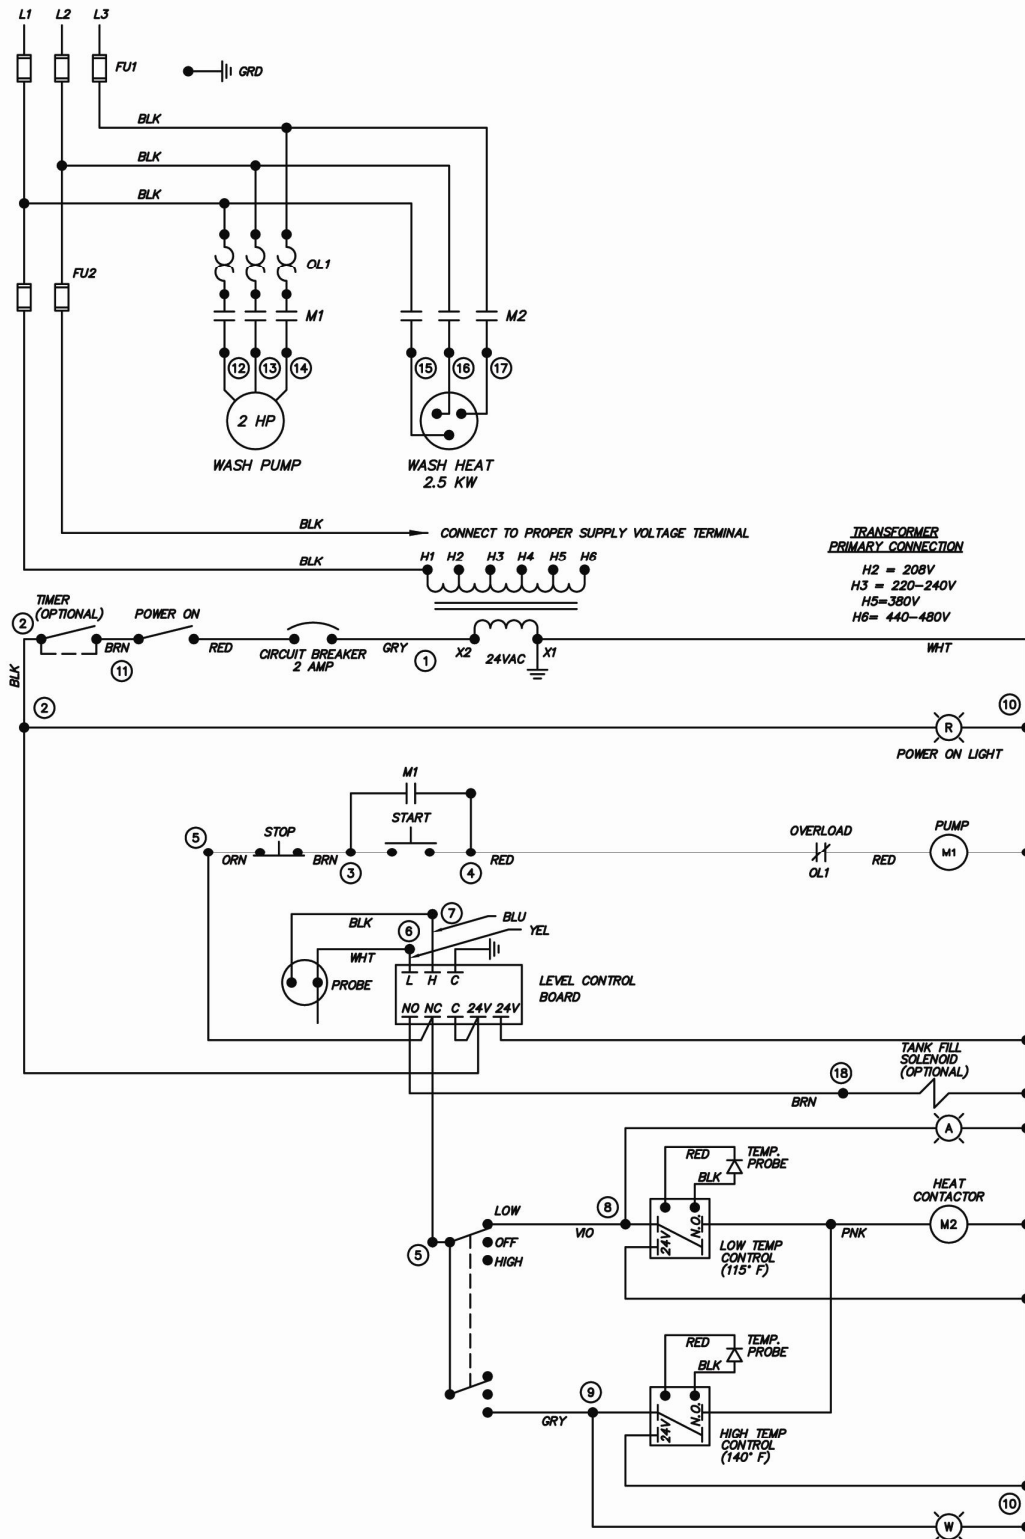 L1 L2 L3
FU1
GRD
BLK
BLK
BLK
FU2
OL1
M1
M2
12 13 14 15 16 17
2 HP
WASH PUMP
WASH HEAT
2.5 KW
BLK
CONNECT TO PROPER SUPPLY VOLTAGE TERMINAL
BLK
H1 H2 H3 H4 H5 H6
TRANSFORMER
PRIMARY CONNECTION
H2 = 208V
H3 = 220-240V
H5=380V
H6= 440-480V
TIMER
(OPTIONAL)
2
POWER ON
BRN
11
RED
CIRCUIT BREAKER
2 AMP
GRY
1
X2
24VAC
X1
WHT
BLK
2
10
R
POWER ON LIGHT
M1
START
5
STOP
ORN
BRN
3
4
RED
OVERLOAD
OL1
RED
PUMP
M1
7
BLU
BLK
6
YEL
WHT
PROBE
L H C
NO NC C 24V 24V
LEVEL CONTROL
BOARD
TANK FILL
SOLENOID
(OPTIONAL)
18
BRN
A
RED
TEMP.
PROBE
BLK
HEAT
CONTACTOR
M2
LOW
OFF
HIGH
5
8
VIO
24V
N.O.
PNK
LOW TEMP
CONTROL
(115° F)
RED
TEMP.
PROBE
BLK
9
GRY
24V
N.O.
HIGH TEMP
CONTROL
(140° F)
10
W